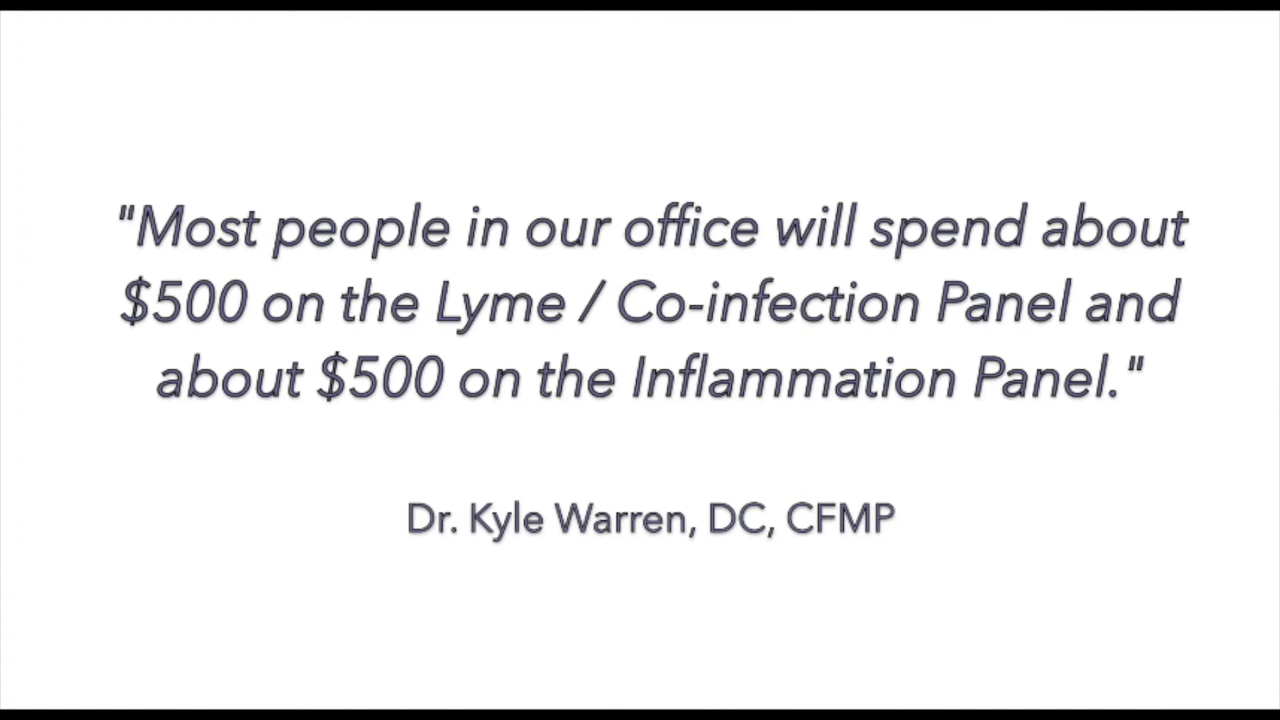 "Most people in our office will spend about
$500 on the Lyme / Co-infection Panel and
about $500 on the Inflammation Panel."
Dr. Kyle Warren, DC, CFMP